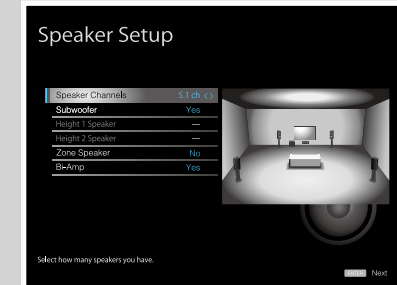 Speaker Setup
Speaker Channels 5.1 ch <>
Subwoofer Yes
Height 1 Speaker —
Height 2 Speaker —
Zone Speaker No
Bi-Amp Yes
Select how many speakers you have.
ENTER Next